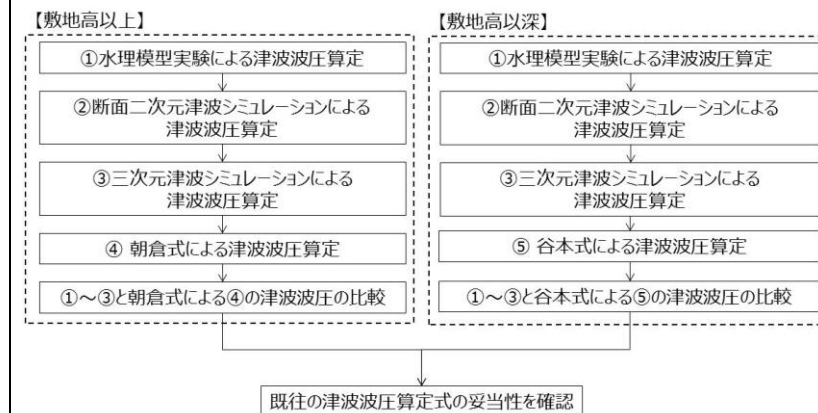 【敷地高以上】
①水理模型実験による津波波圧算定
②断面二次元津波シミュレーションによる
津波波圧算定
③三次元津波シミュレーションによる
津波波圧算定
④ 朝倉式による津波波圧算定
①～③と朝倉式による④の津波波圧の比較
【敷地高以深】
①水理模型実験による津波波圧算定
②断面二次元津波シミュレーションによる
津波波圧算定
③三次元津波シミュレーションによる
津波波圧算定
⑤ 谷本式による津波波圧算定
①～③と谷本式による⑤の津波波圧の比較
既往の津波波圧算定式の妥当性を確認